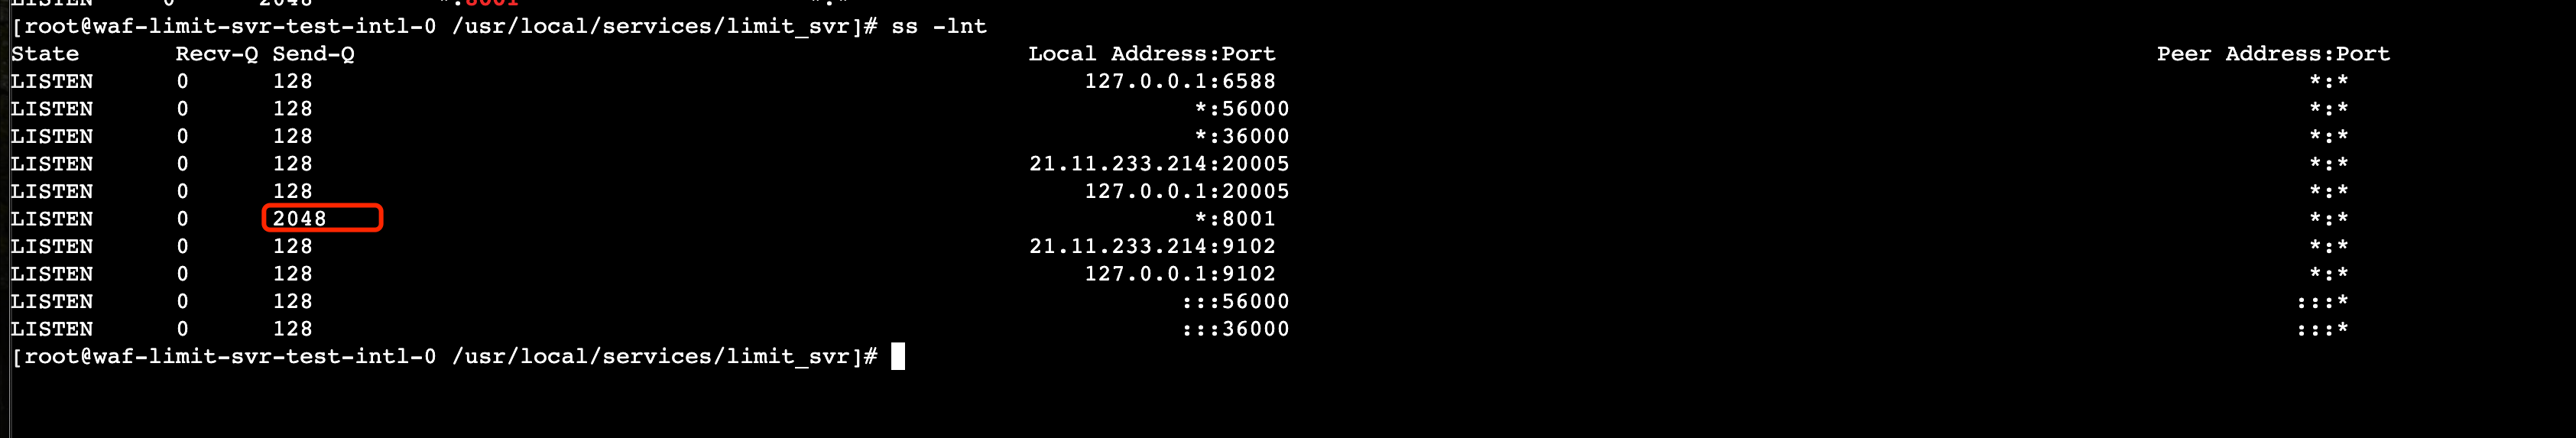 [root@waf-limit-svr-test-intl-0 /usr/local/services/limit_svr]# ss -lnt
State Recv-Q Send-Q Local Address:Port Peer Address:Port
LISTEN 0 128 127.0.0.1:6588 *:*
LISTEN 0 128 *:56000 *:*
LISTEN 0 128 *:36000 *:*
LISTEN 0 128 21.11.233.214:20005 *:*
LISTEN 0 128 127.0.0.1:20005 *:*
LISTEN 0 2048 *:8001 *:*
LISTEN 0 128 21.11.233.214:9102 *:*
LISTEN 0 128 127.0.0.1:9102 *:*
LISTEN 0 128 :::56000 :::*
LISTEN 0 128 :::36000 :::*
[root@waf-limit-svr-test-intl-0 /usr/local/services/limit_svr]#